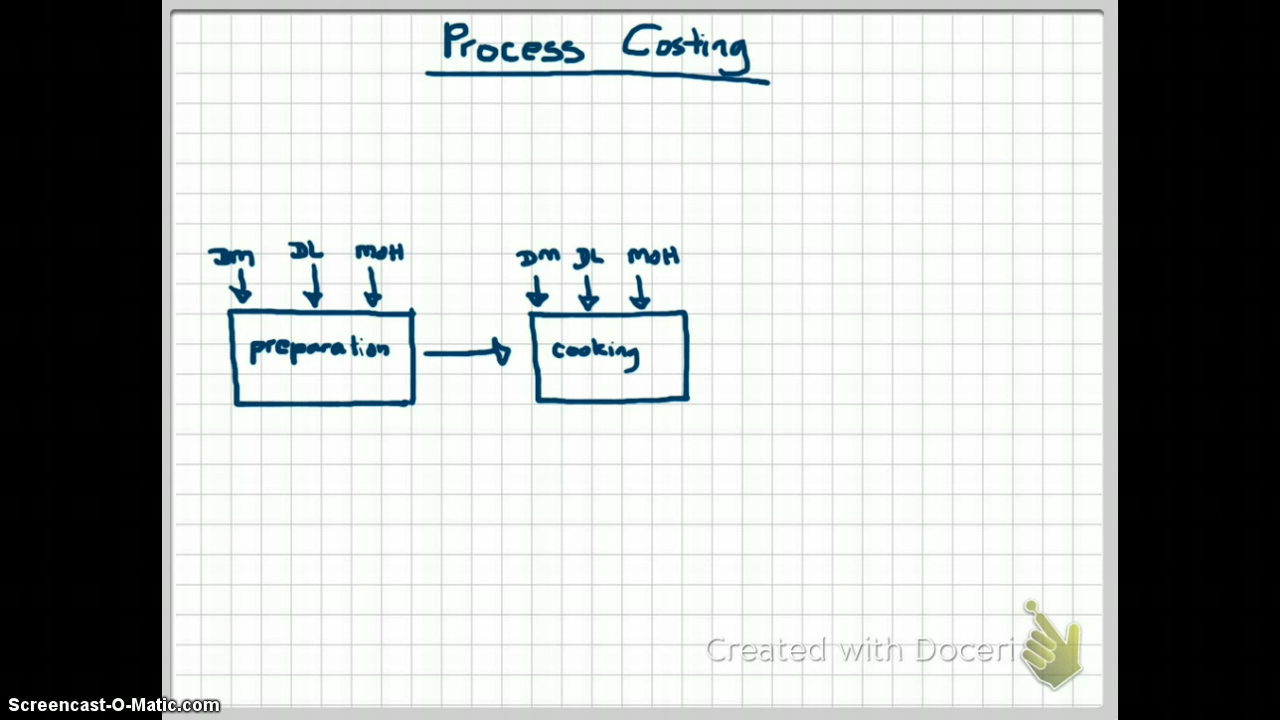 Process Costing
DM DL MOH DM DL MOH
preparation cooking
Created with Doceri
Screencast-O-Matic.com